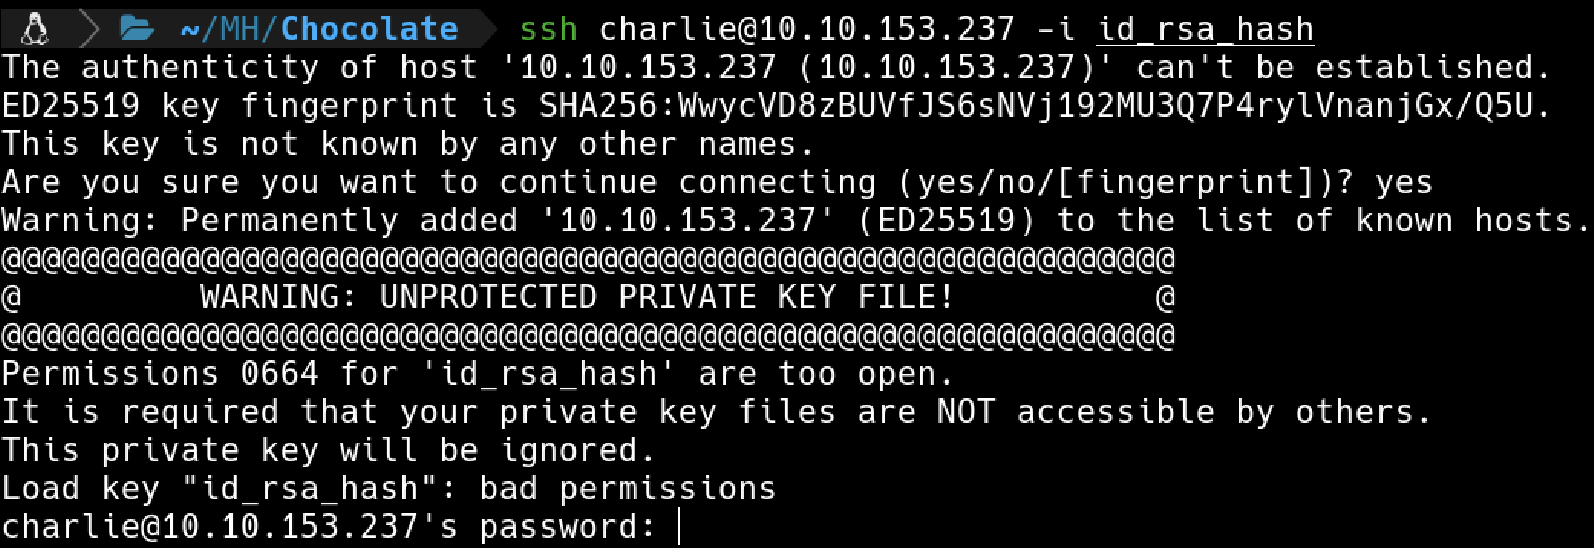 ~/MH/Chocolate ssh charlie@10.10.153.237 -i id_rsa_hash
The authenticity of host '10.10.153.237 (10.10.153.237)' can't be established.
ED25519 key fingerprint is SHA256:WwycVD8zBUVfJS6sNVj192MU3Q7P4rylVnanjGx/Q5U.
This key is not known by any other names.
Are you sure you want to continue connecting (yes/no/[fingerprint])? yes
Warning: Permanently added '10.10.153.237' (ED25519) to the list of known hosts.
@@@@@@@@@@@@@@@@@@@@@@@@@@@@@@@@@@@@@@@@@@@@@@@@@@@@@@@@@@@
@         WARNING: UNPROTECTED PRIVATE KEY FILE!          @
@@@@@@@@@@@@@@@@@@@@@@@@@@@@@@@@@@@@@@@@@@@@@@@@@@@@@@@@@@@
Permissions 0664 for 'id_rsa_hash' are too open.
It is required that your private key files are NOT accessible by others.
This private key will be ignored.
Load key "id_rsa_hash": bad permissions
charlie@10.10.153.237's password: